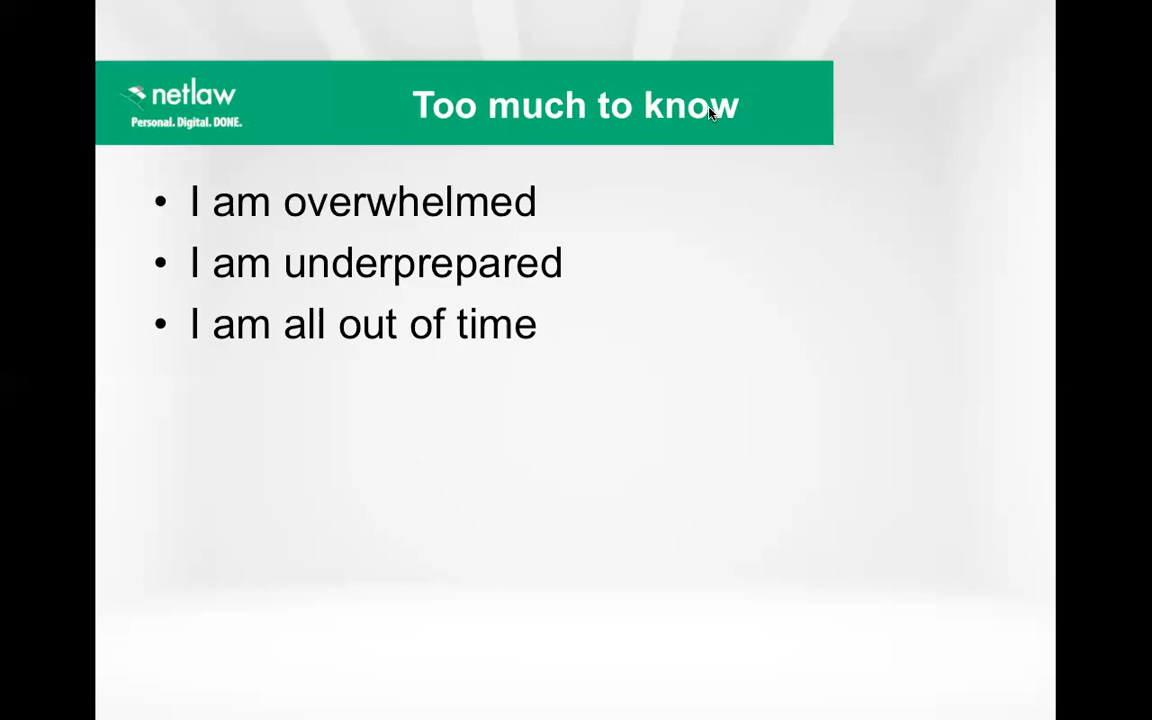 netlaw
Personal. Digital. DONE.
Too much to know
• I am overwhelmed
• I am underprepared
• I am all out of time